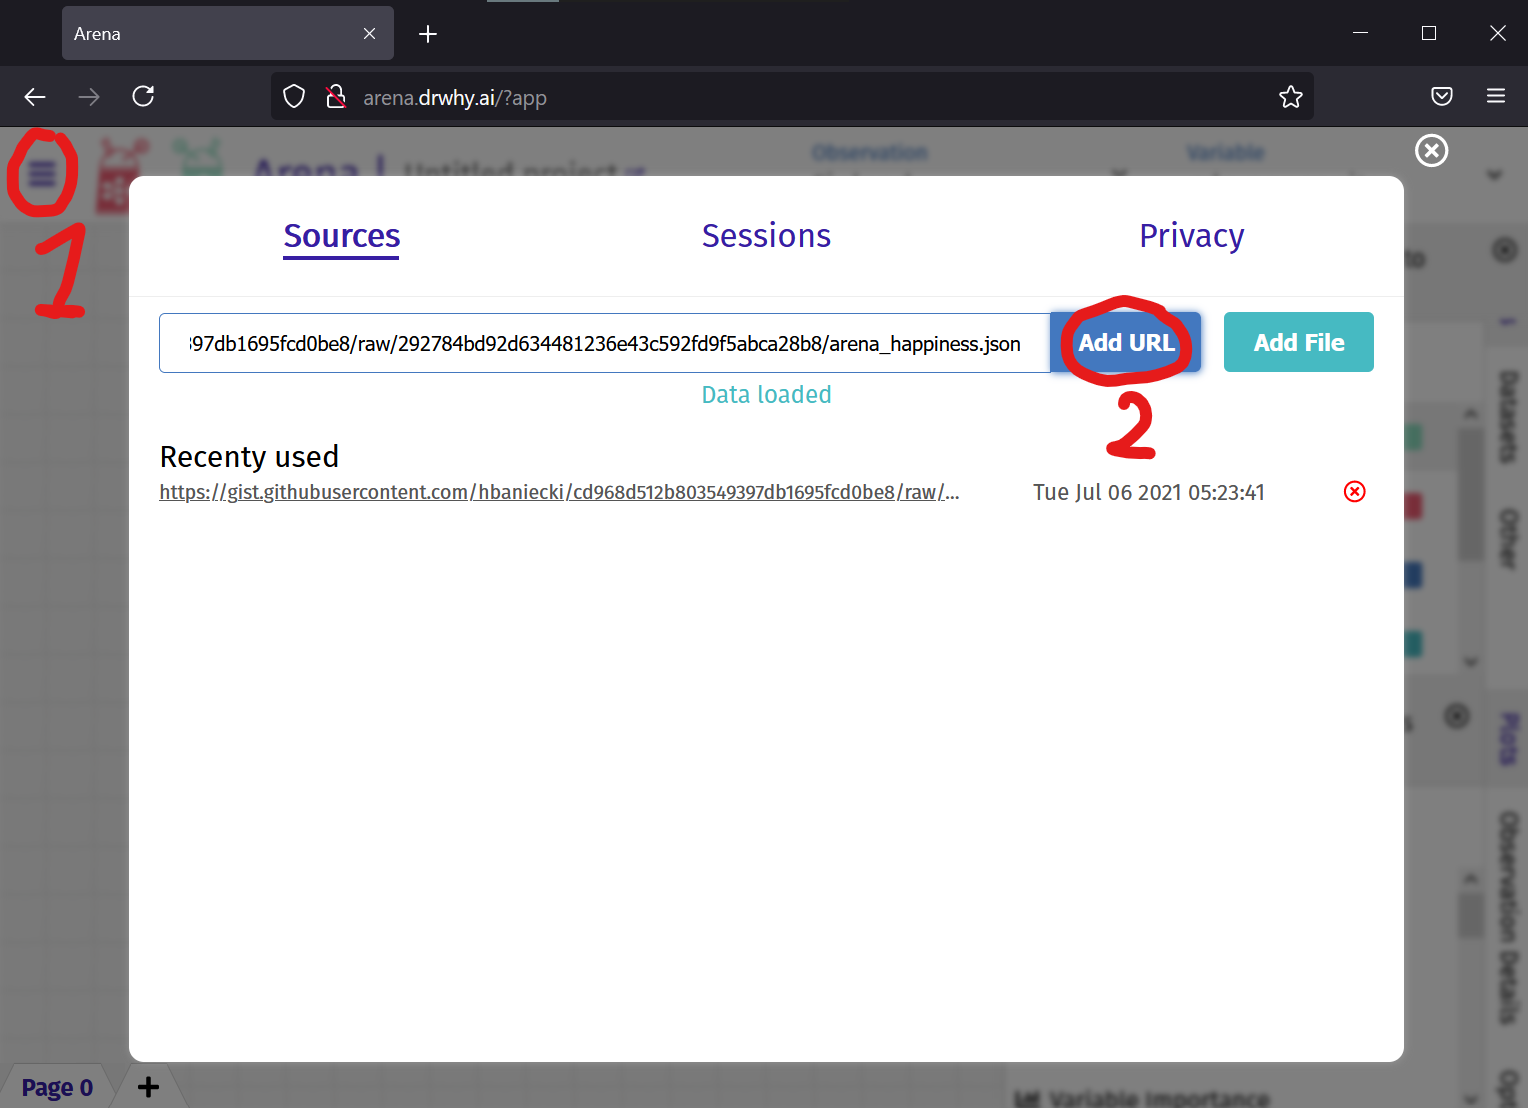 Arena
arena.drwhy.ai/?app
Arena | Untitled project
Observation
Variable
1
Sources
Sessions
Privacy
397db1695fcd0be8/raw/292784bd92d634481236e43c592fd9f5abca28b8/arena_happiness.json
Add URL
Add File
Data loaded
2
Recenty used
https://gist.githubusercontent.com/hbaniecki/cd968d512b803549397db1695fcd0be8/raw/...
Tue Jul 06 2021 05:23:41
Datasets
Other
Plots
Observation Details
Page 0
+
Variable Importance